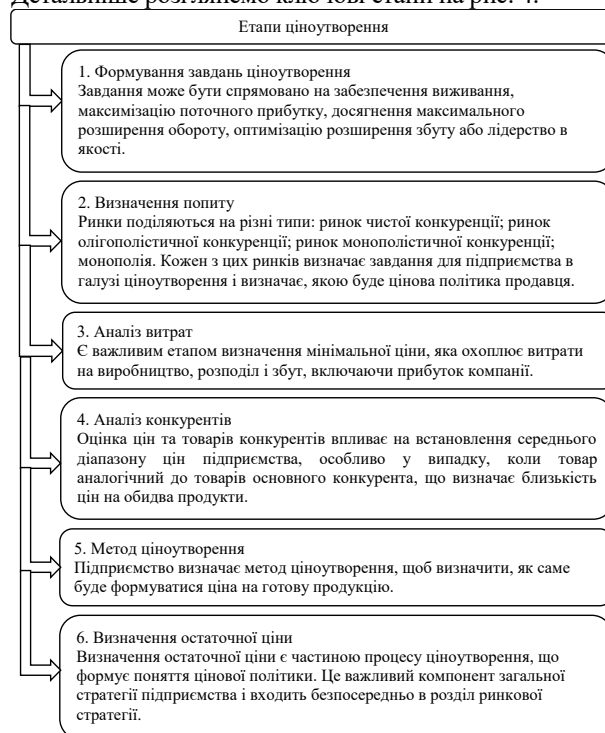 Детальніше розглянемо ключові етапи на рис. 4.
Етапи ціноутворення
1. Формування завдань ціноутворення
Завдання може бути спрямовано на забезпечення виживання,
максимізацію поточного прибутку, досягнення максимального
розширення обороту, оптимізацію розширення збуту або лідерство в
якості.
2. Визначення попиту
Ринки поділяються на різні типи: ринок чистої конкуренції; ринок
олігополістичної конкуренції; ринок монополістичної конкуренції;
монополія. Кожен з цих ринків визначає завдання для підприємства в
галузі ціноутворення і визначає, якою буде цінова політика продавця.
3. Аналіз витрат
Є важливим етапом визначення мінімальної ціни, яка охоплює витрати
на виробництво, розподіл і збут, включаючи прибуток компанії.
4. Аналіз конкурентів
Оцінка цін та товарів конкурентів впливає на встановлення середнього
діапазону цін підприємства, особливо у випадку, коли товар
аналогічний до товарів основного конкурента, що визначає близькість
цін на обидва продукти.
5. Метод ціноутворення
Підприємство визначає метод ціноутворення, щоб визначити, як саме
буде формуватися ціна на готову продукцію.
6. Визначення остаточної ціни
Визначення остаточної ціни є частиною процесу ціноутворення, що
формує поняття цінової політики. Це важливий компонент загальної
стратегії підприємства і входить безпосередньо в розділ ринкової
стратегії.